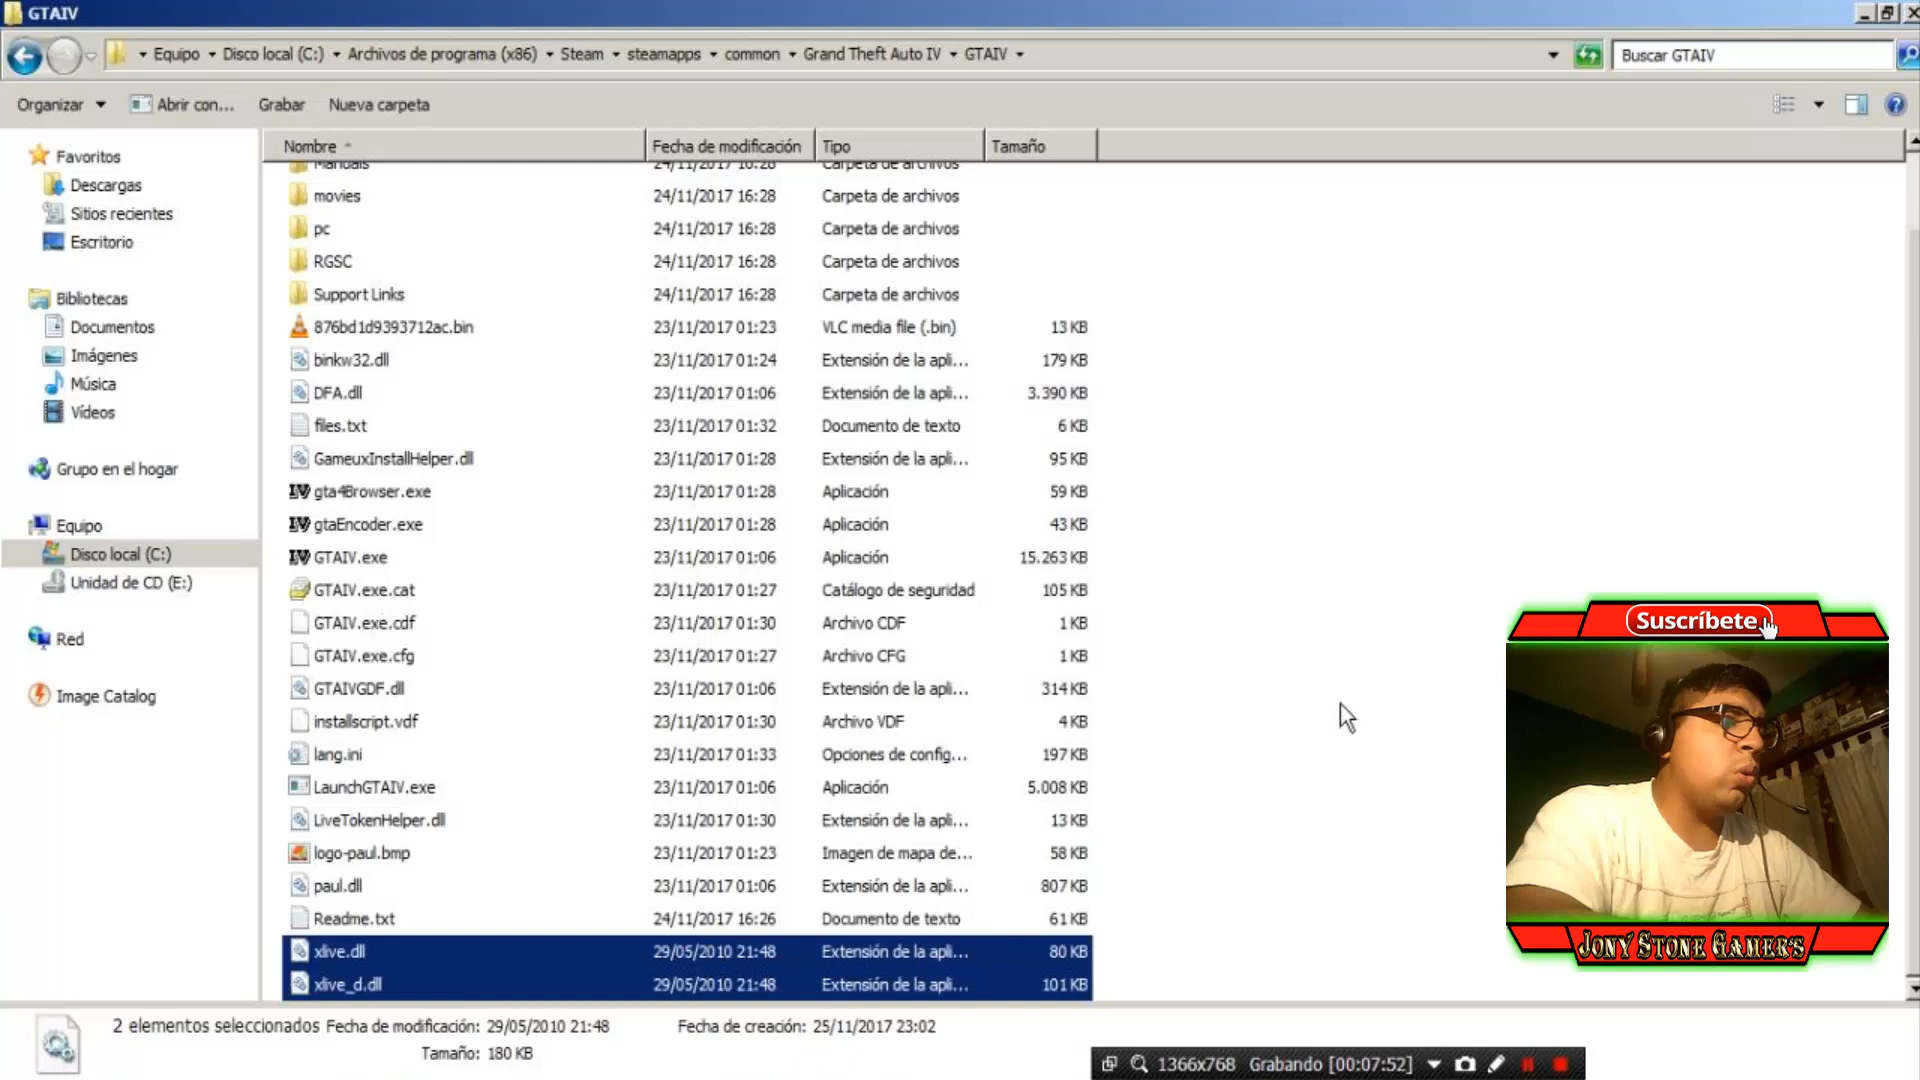 GTAIV
Equipo Disco local (C:) Archivos de programa (x86) Steam steamapps common Grand Theft Auto IV GTAIV
Buscar GTAIV
Organizar Abrir con... Grabar Nueva carpeta
Nombre Fecha de modificación Tipo Tamaño
Favoritos
Descargas
Sitios recientes
Escritorio
Bibliotecas
Documentos
Imágenes
Música
Vídeos
Grupo en el hogar
Equipo
Disco local (C:)
Unidad de CD (E:)
Red
Image Catalog
Manuals 24/11/2017 16:28 Carpeta de archivos
movies 24/11/2017 16:28 Carpeta de archivos
pc 24/11/2017 16:28 Carpeta de archivos
RGSC 24/11/2017 16:28 Carpeta de archivos
Support Links 24/11/2017 16:28 Carpeta de archivos
876bd1d9393712ac.bin 23/11/2017 01:23 VLC media file (.bin) 13 KB
binkw32.dll 23/11/2017 01:24 Extensión de la apli... 179 KB
DFA.dll 23/11/2017 01:06 Extensión de la apli... 3.390 KB
files.txt 23/11/2017 01:32 Documento de texto 6 KB
GameuxInstallHelper.dll 23/11/2017 01:28 Extensión de la apli... 95 KB
gta4Browser.exe 23/11/2017 01:28 Aplicación 59 KB
gtaEncoder.exe 23/11/2017 01:28 Aplicación 43 KB
GTAIV.exe 23/11/2017 01:06 Aplicación 15.263 KB
GTAIV.exe.cat 23/11/2017 01:27 Catálogo de seguridad 105 KB
GTAIV.exe.cdf 23/11/2017 01:30 Archivo CDF 1 KB
GTAIV.exe.cfg 23/11/2017 01:27 Archivo CFG 1 KB
GTAIVGDF.dll 23/11/2017 01:06 Extensión de la apli... 314 KB
installscript.vdf 23/11/2017 01:30 Archivo VDF 4 KB
lang.ini 23/11/2017 01:33 Opciones de config... 197 KB
LaunchGTAIV.exe 23/11/2017 01:06 Aplicación 5.008 KB
LiveTokenHelper.dll 23/11/2017 01:30 Extensión de la apli... 13 KB
logo-paul.bmp 23/11/2017 01:23 Imagen de mapa de... 58 KB
paul.dll 23/11/2017 01:06 Extensión de la apli... 807 KB
Readme.txt 24/11/2017 16:26 Documento de texto 61 KB
xlive.dll 29/05/2010 21:48 Extensión de la apli... 80 KB
xlive_d.dll 29/05/2010 21:48 Extensión de la apli... 101 KB
Suscríbete
JONY STONE GAMER'S
2 elementos seleccionados Fecha de modificación: 29/05/2010 21:48 Fecha de creación: 25/11/2017 23:02
Tamaño: 180 KB
1366x768 Grabando [00:07:52]